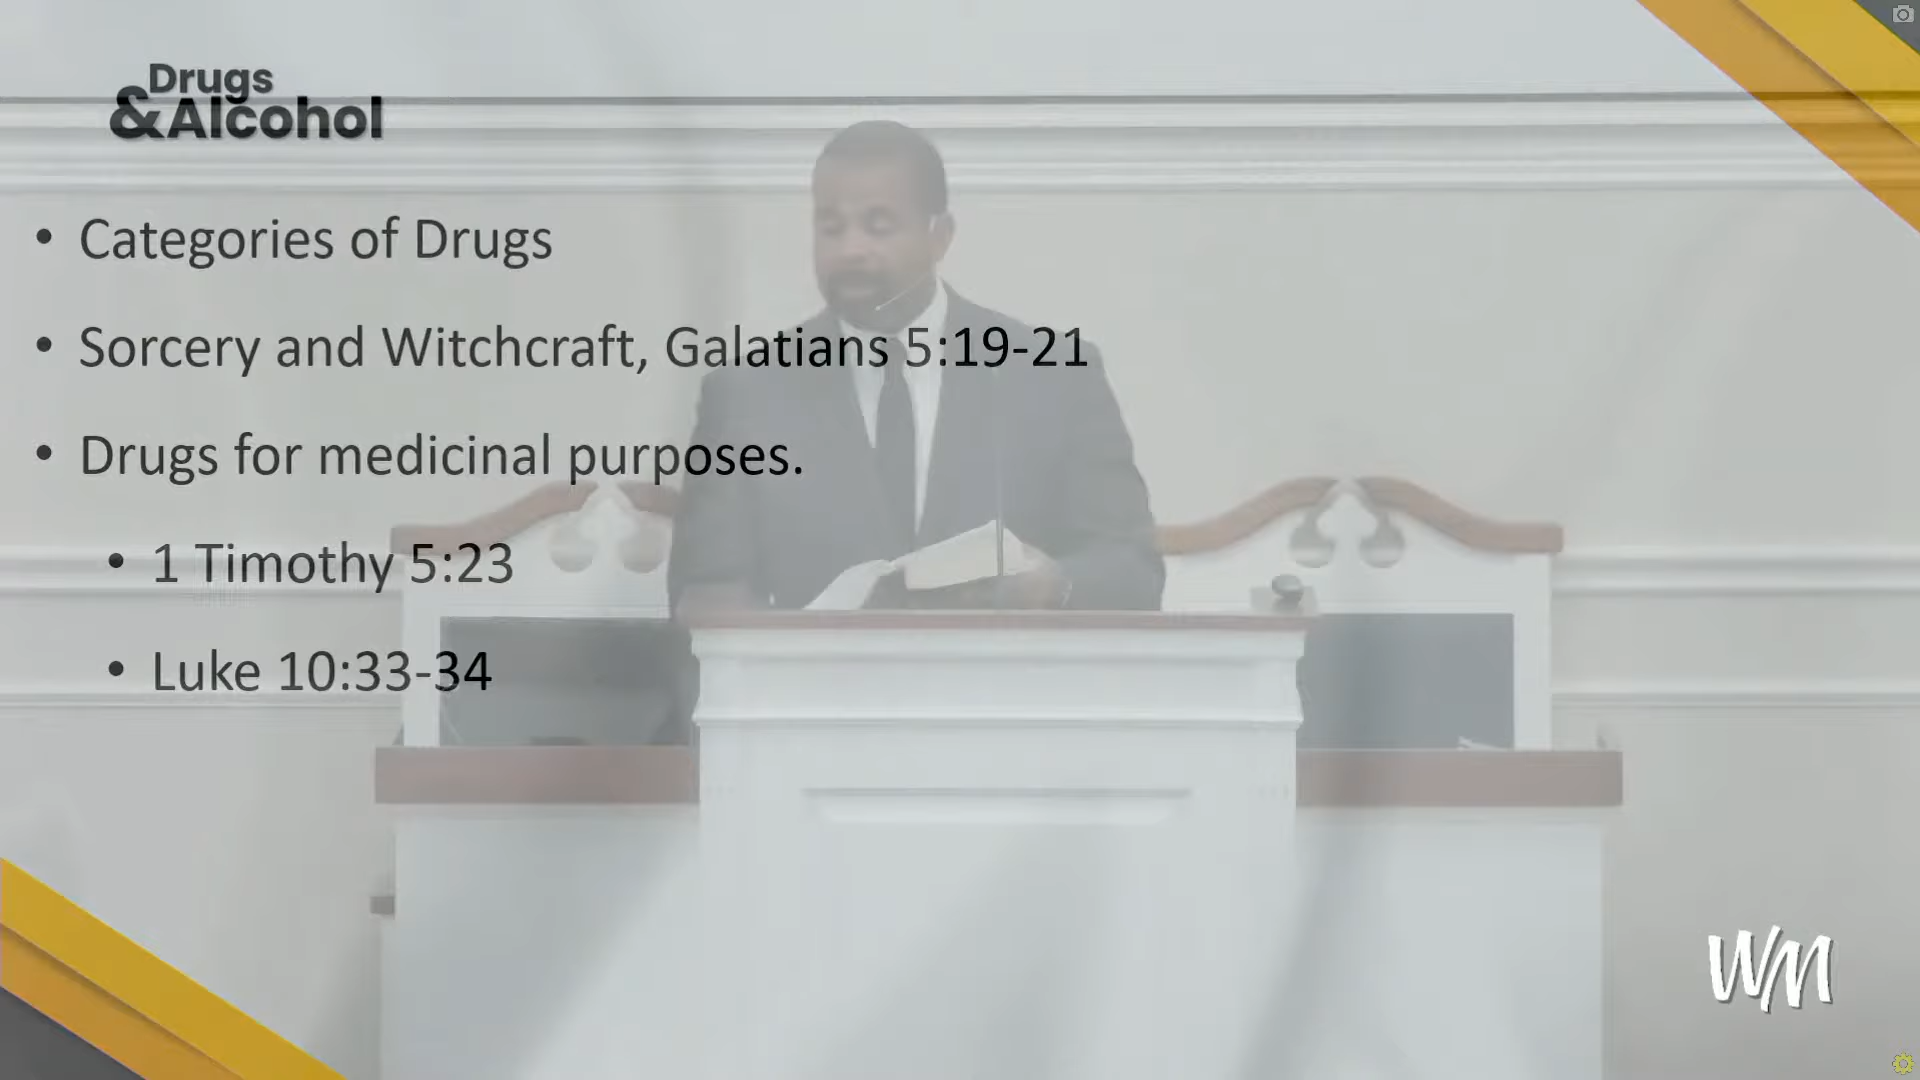 Drugs
&Alcohol
• Categories of Drugs
• Sorcery and Witchcraft, Galatians 5:19-21
• Drugs for medicinal purposes.
• 1 Timothy 5:23
• Luke 10:33-34
WM